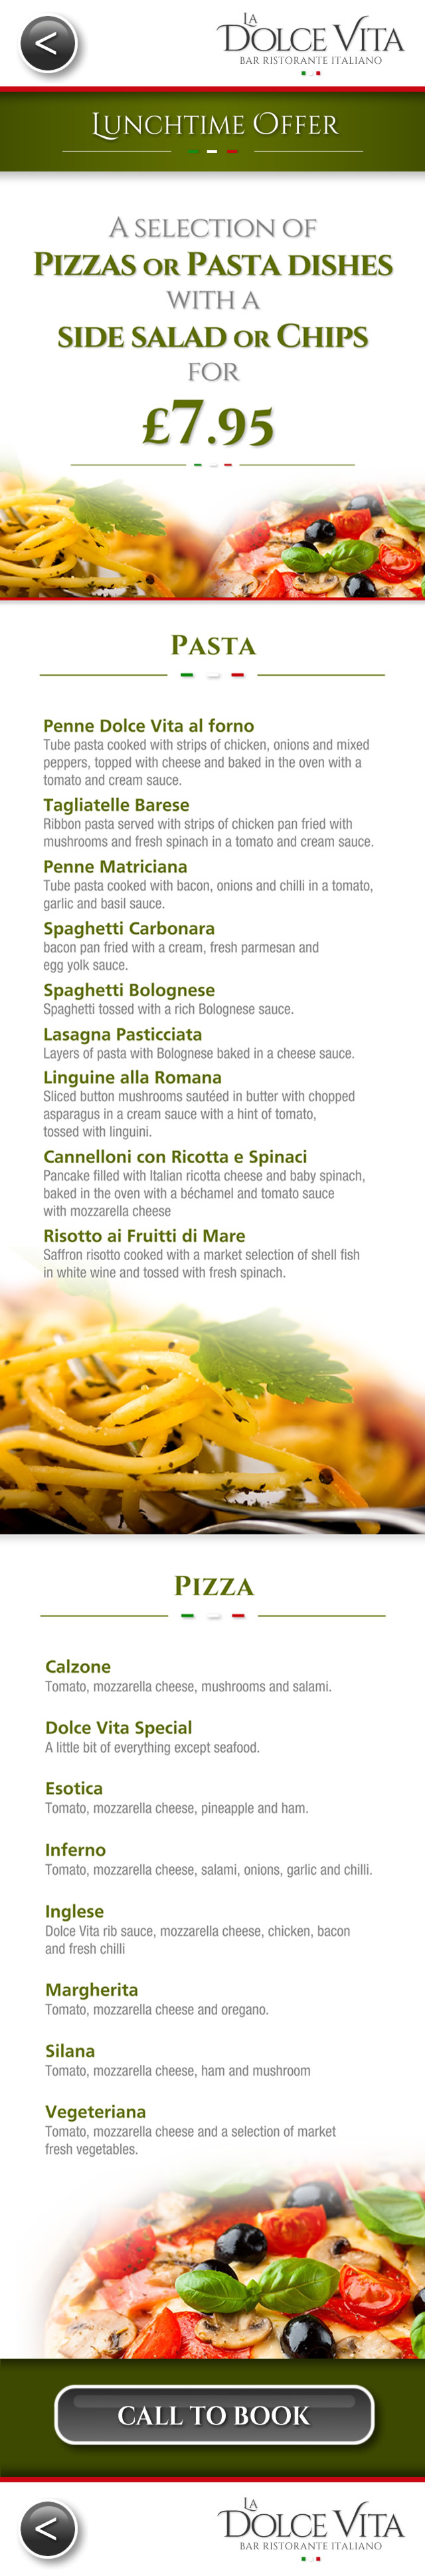 <
LA
DOLCE VITA
BAR RISTORANTE ITALIANO
LUNCHTIME OFFER
A SELECTION OF
PIZZAS OR PASTA DISHES
WITH A
SIDE SALAD OR CHIPS
FOR
£7.95
PASTA
Penne Dolce Vita al forno
Tube pasta cooked with strips of chicken, onions and mixed
peppers, topped with cheese and baked in the oven with a
tomato and cream sauce.
Tagliatelle Barese
Ribbon pasta served with strips of chicken pan fried with
mushrooms and fresh spinach in a tomato and cream sauce.
Penne Matriciana
Tube pasta cooked with bacon, onions and chilli in a tomato,
garlic and basil sauce.
Spaghetti Carbonara
bacon pan fried with a cream, fresh parmesan and
egg yolk sauce.
Spaghetti Bolognese
Spaghetti tossed with a rich Bolognese sauce.
Lasagna Pasticciata
Layers of pasta with Bolognese baked in a cheese sauce.
Linguine alla Romana
Sliced button mushrooms sautéed in butter with chopped
asparagus in a cream sauce with a hint of tomato,
tossed with linguini.
Cannelloni con Ricotta e Spinaci
Pancake filled with Italian ricotta cheese and baby spinach,
baked in the oven with a béchamel and tomato sauce
with mozzarella cheese
Risotto ai Fruitti di Mare
Saffron risotto cooked with a market selection of shell fish
in white wine and tossed with fresh spinach.
PIZZA
Calzone
Tomato, mozzarella cheese, mushrooms and salami.
Dolce Vita Special
A little bit of everything except seafood.
Esotica
Tomato, mozzarella cheese, pineapple and ham.
Inferno
Tomato, mozzarella cheese, salami, onions, garlic and chilli.
Inglese
Dolce Vita rib sauce, mozzarella cheese, chicken, bacon
and fresh chilli
Margherita
Tomato, mozzarella cheese and oregano.
Silana
Tomato, mozzarella cheese, ham and mushroom
Vegeteriana
Tomato, mozzarella cheese and a selection of market
fresh vegetables.
CALL TO BOOK
<
LA
DOLCE VITA
BAR RISTORANTE ITALIANO